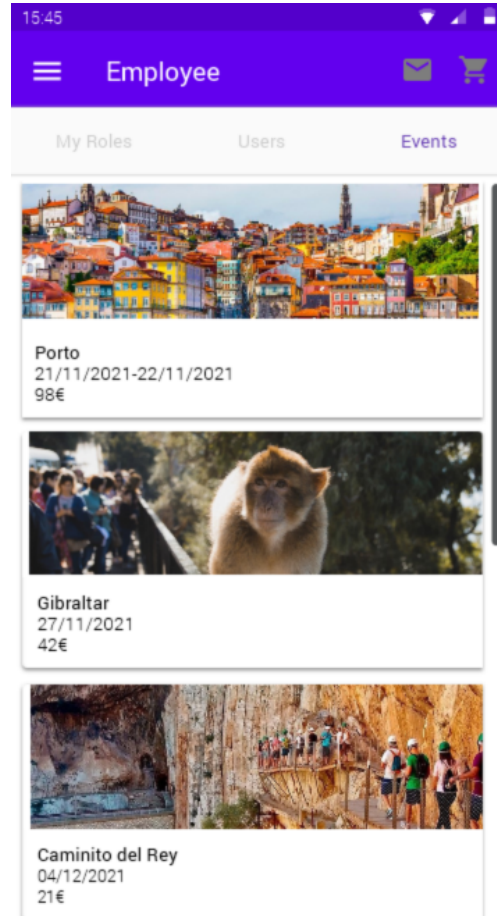 15:45
Employee
My Roles Users Events
Porto
21/11/2021-22/11/2021
98€
Gibraltar
27/11/2021
42€
Caminito del Rey
04/12/2021
21€